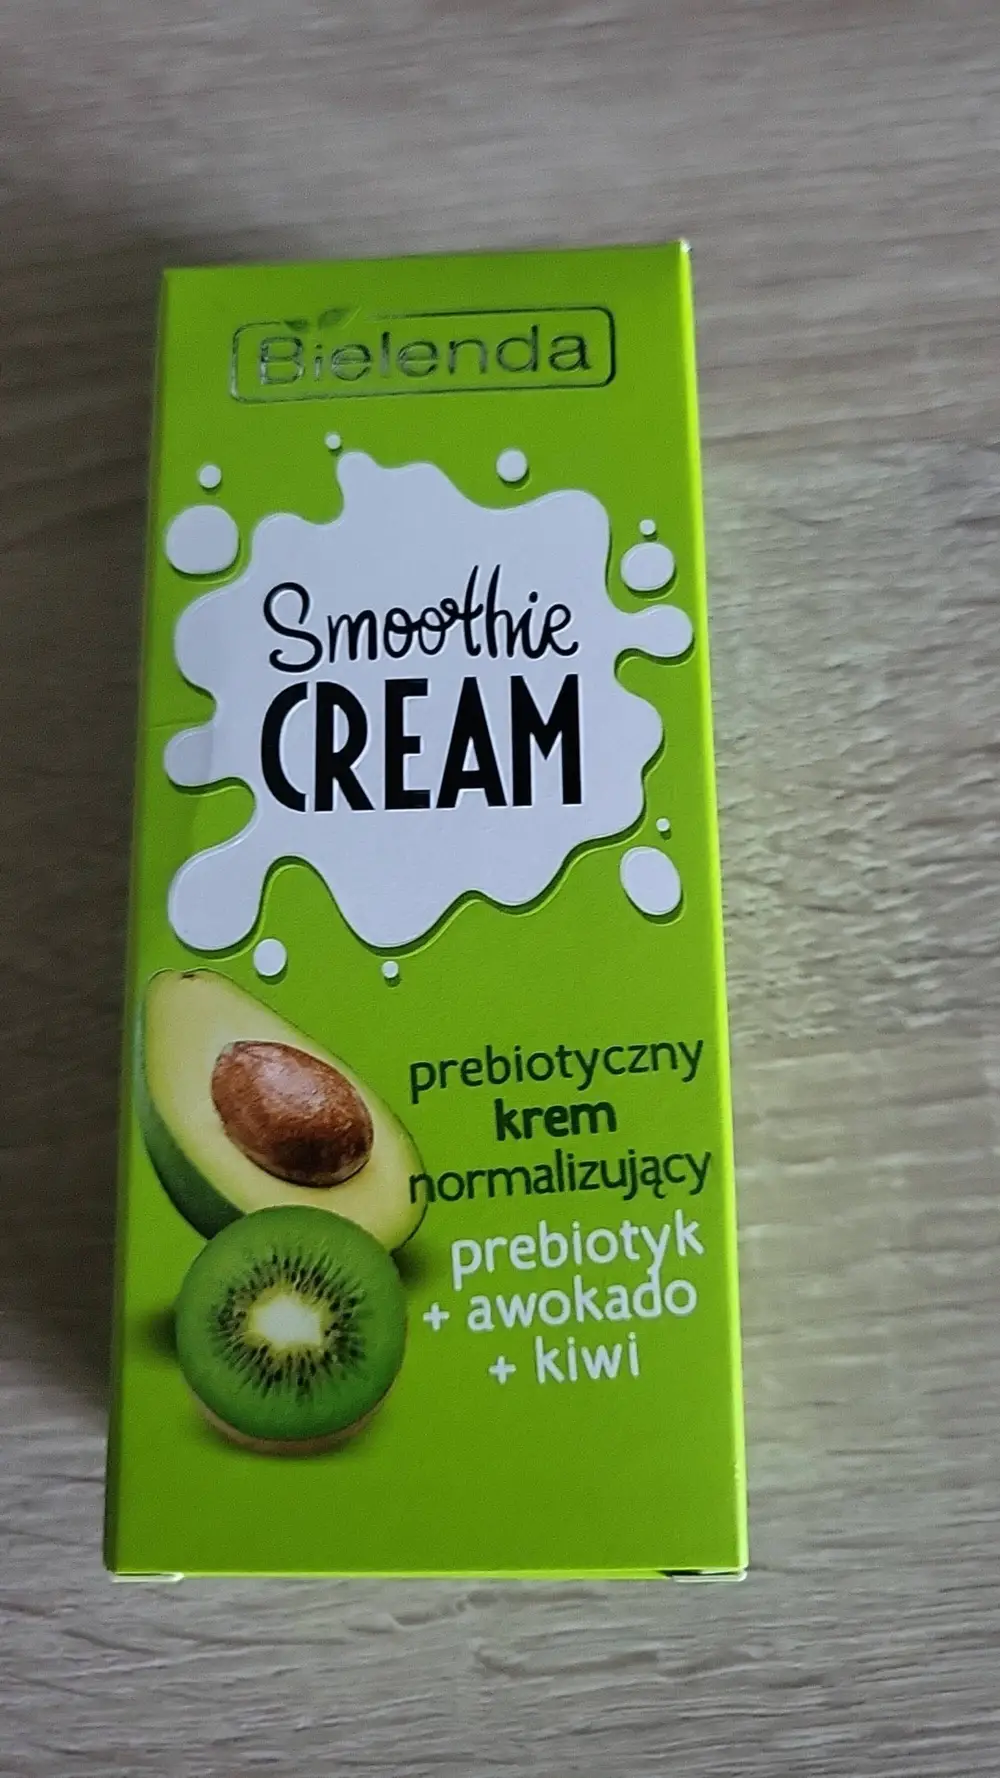 Bielenda
Smoothie
CREAM
prebiotyczny
krem
normalizujący
prebiotyk
+ awokado
+ kiwi